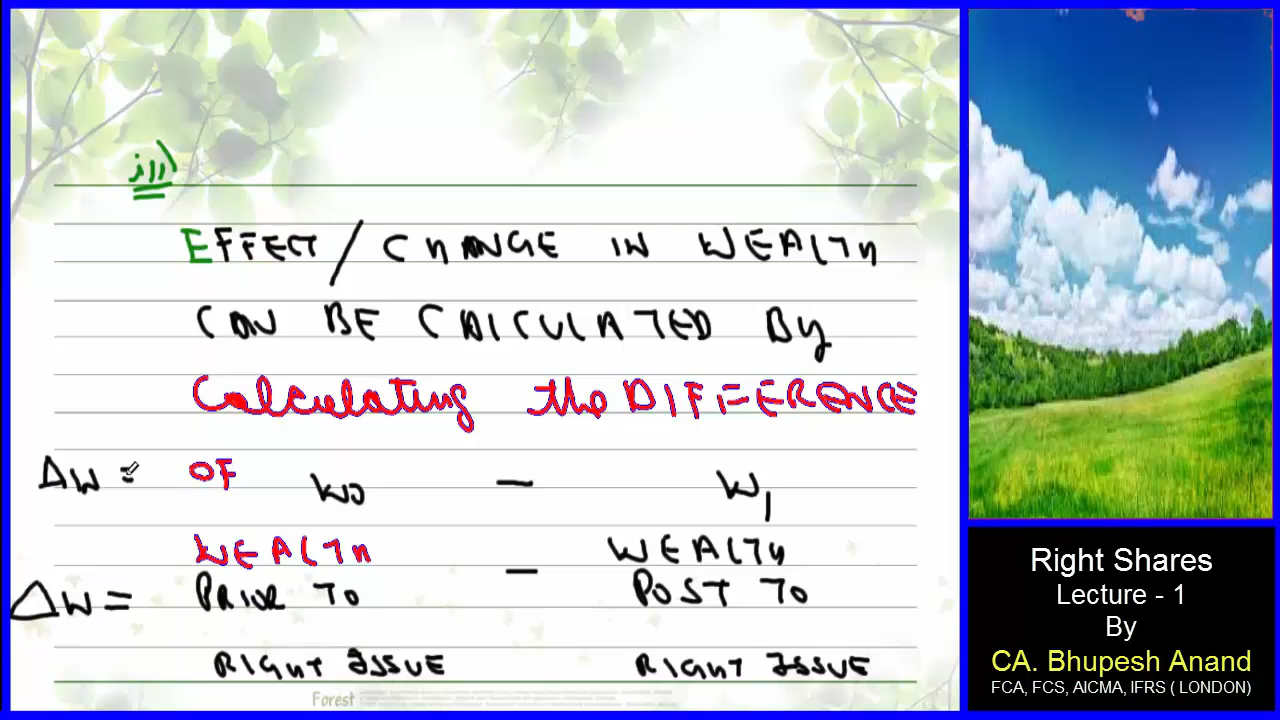 iii)
EFFECT / CHANGE IN WEALTH
CAN BE CALCULATED By
Calculating the DIFFERENCE
ΔW = OF W0 - W1
WEALTH - WEALTH
ΔW = PRIOR TO POST TO
RIGHT ISSUE RIGHT ISSUE
Forest
Right Shares
Lecture - 1
By
CA. Bhupesh Anand
FCA, FCS, AICMA, IFRS ( LONDON)